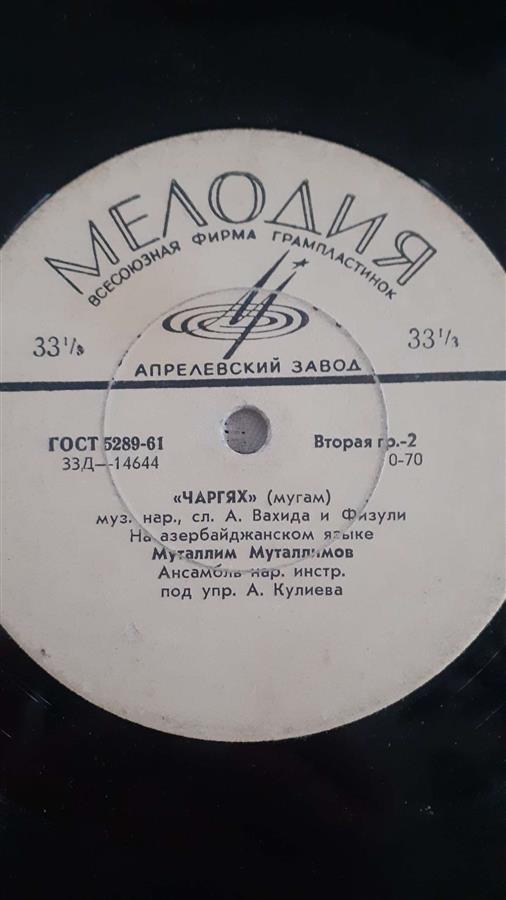 МЕЛОДИЯ
ВСЕСОЮЗНАЯ ФИРМА ГРАМПЛАСТИНОК
33⅓ 33⅓
АПРЕЛЕВСКИЙ ЗАВОД
ГОСТ 5289-61 Вторая гр.-2
33Д—14644 0-70
«ЧАРГЯХ» (мугам)
муз. нар., сл. А. Вахида и Физули
На азербайджанском языке
Муталлим Муталлимов
Ансамбль нар. инстр.
под упр. А. Кулиева